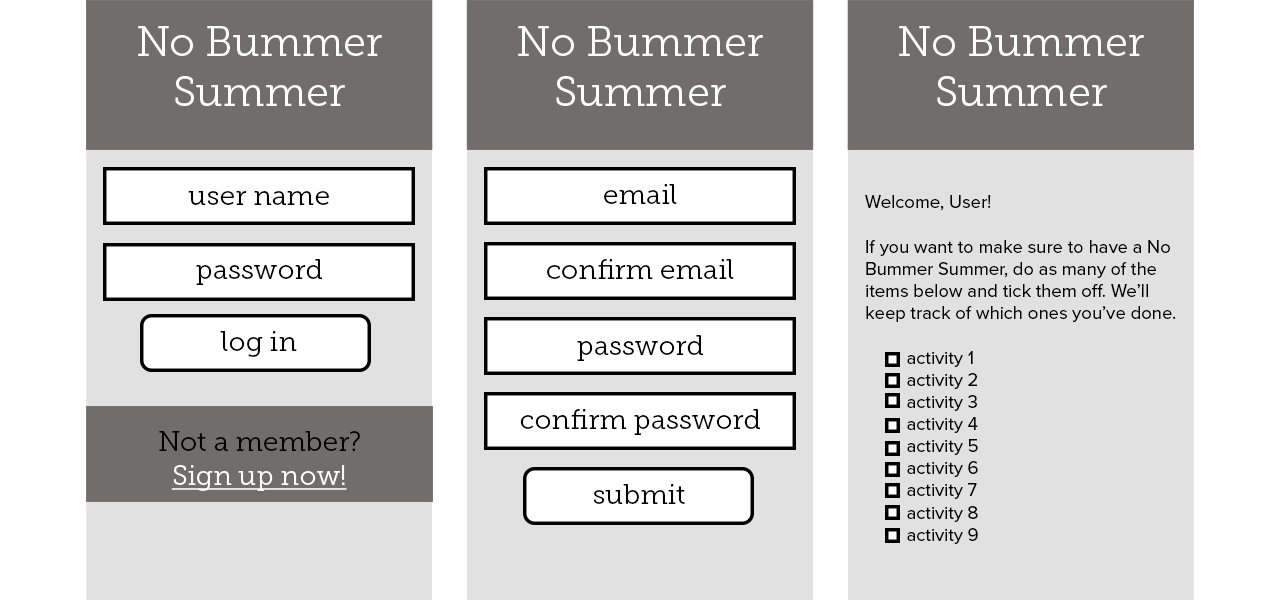 No Bummer
Summer
user name
password
log in
Not a member?
Sign up now!
No Bummer
Summer
email
confirm email
password
confirm password
submit
No Bummer
Summer
Welcome, User!
If you want to make sure to have a No
Bummer Summer, do as many of the
items below and tick them off. We’ll
keep track of which ones you’ve done.
activity 1
activity 2
activity 3
activity 4
activity 5
activity 6
activity 7
activity 8
activity 9